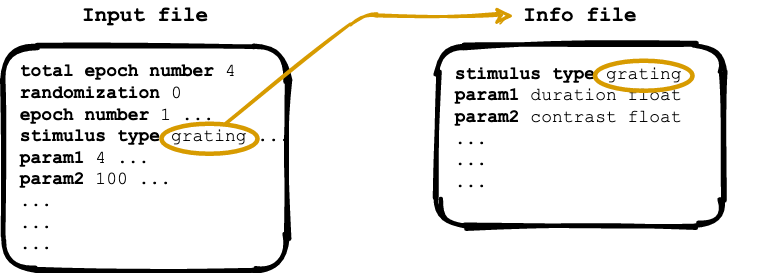 Input file
total epoch number 4
randomization 0
epoch number 1 ...
stimulus type grating ...
param1 4 ...
param2 100 ...
...
...
...
Info file
stimulus type grating
param1 duration float
param2 contrast float
...
...
...